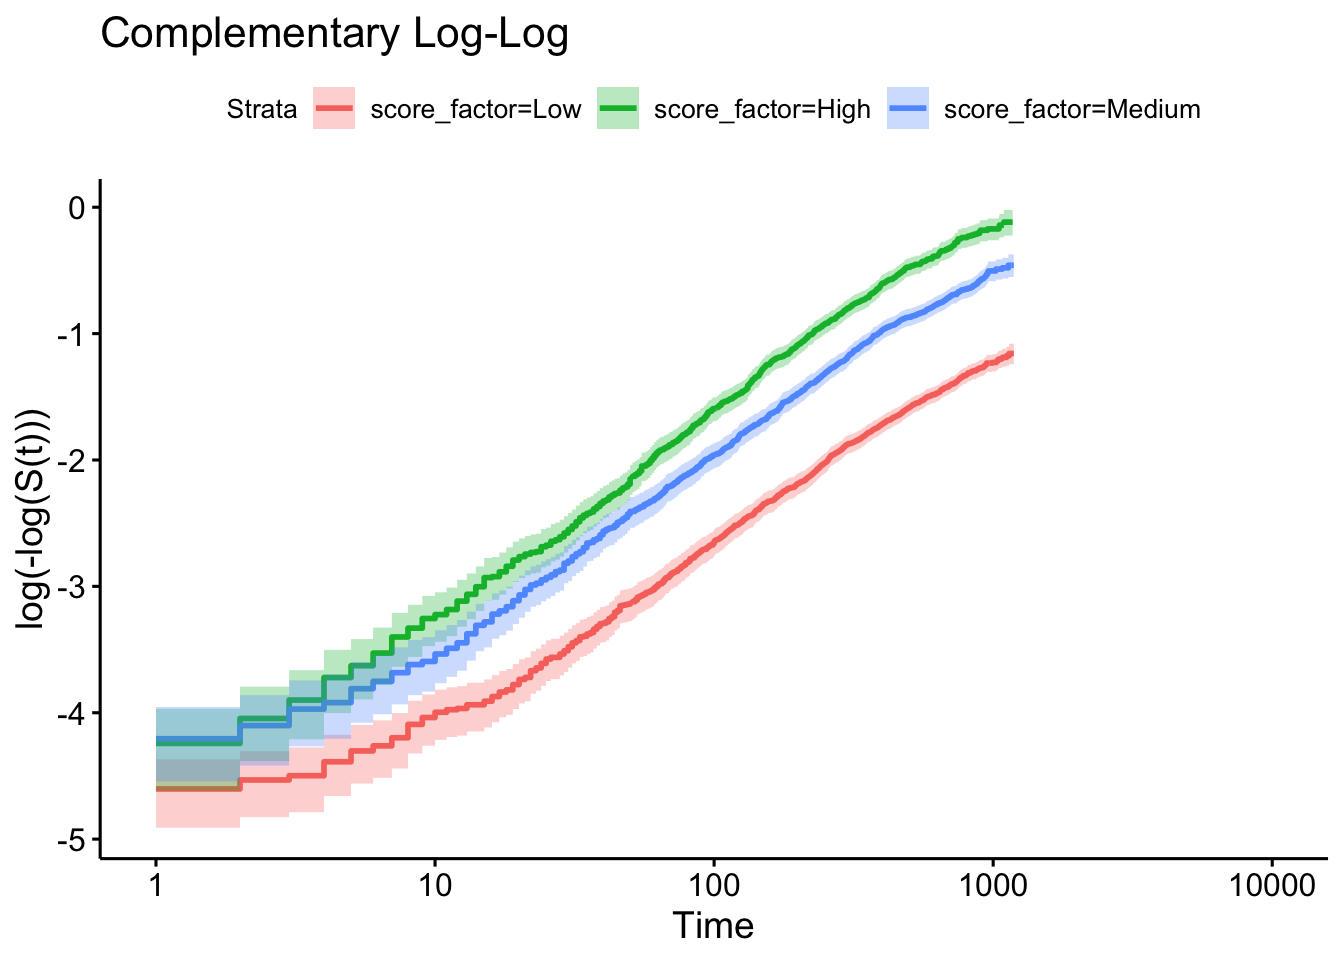 Complementary Log-Log
Strata score_factor=Low score_factor=High score_factor=Medium
log(-log(S(t)))
0
-1
-2
-3
-4
-5
1 10 100 1000 10000
Time